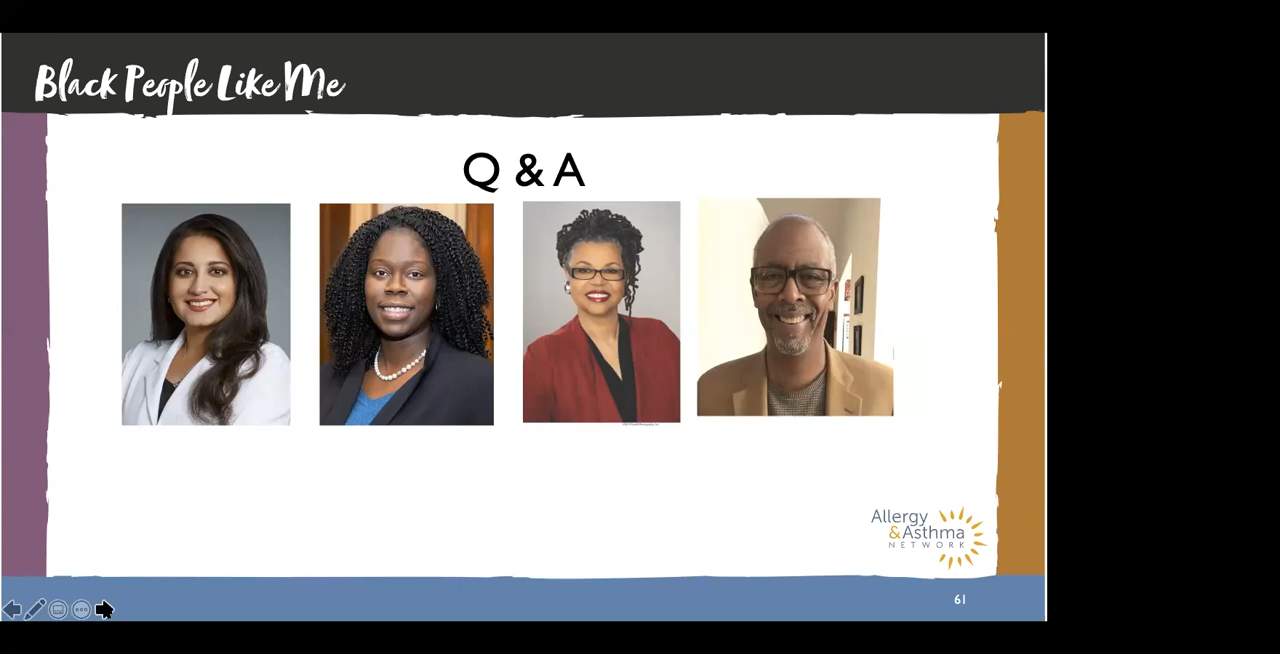 Black People Like Me
Q & A
Allergy
&Asthma
NETWORK
61